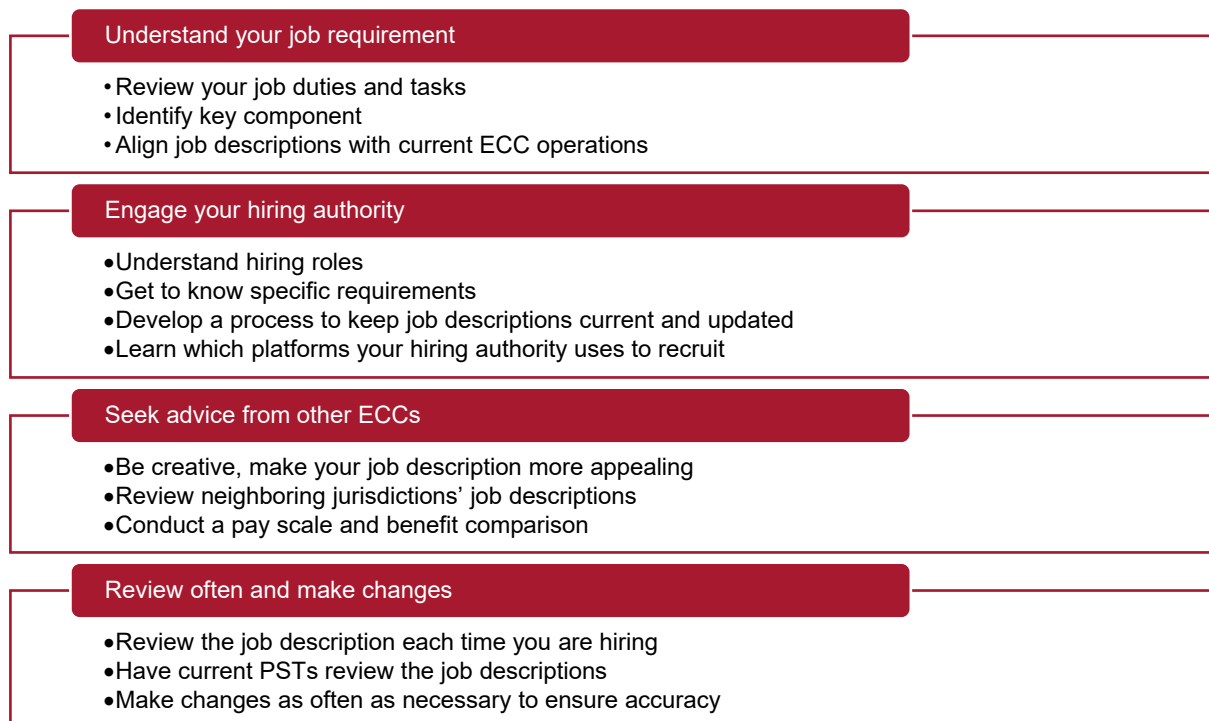 Understand your job requirement
• Review your job duties and tasks
• Identify key component
• Align job descriptions with current ECC operations
Engage your hiring authority
•Understand hiring roles
•Get to know specific requirements
•Develop a process to keep job descriptions current and updated
•Learn which platforms your hiring authority uses to recruit
Seek advice from other ECCs
•Be creative, make your job description more appealing
•Review neighboring jurisdictions’ job descriptions
•Conduct a pay scale and benefit comparison
Review often and make changes
•Review the job description each time you are hiring
•Have current PSTs review the job descriptions
•Make changes as often as necessary to ensure accuracy